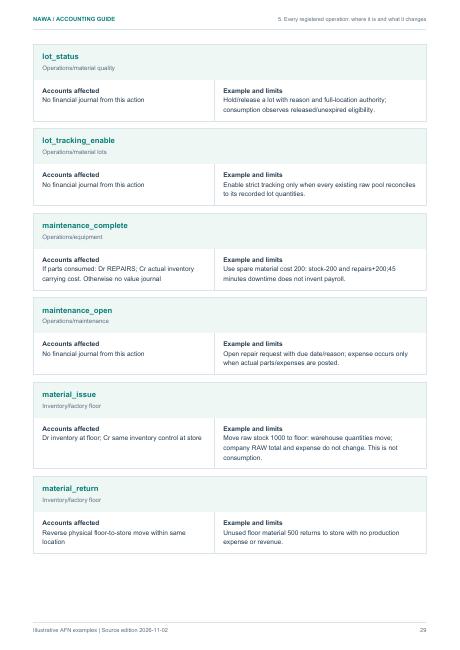 NAWA / ACCOUNTING GUIDE
5. Every registered operation: where it is and what it changes
lot_status
Operations/material quality
Accounts affected
No financial journal from this action
Example and limits
Hold/release a lot with reason and full-location authority;
consumption observes released/unexpired eligibility.
lot_tracking_enable
Operations/material lots
Accounts affected
No financial journal from this action
Example and limits
Enable strict tracking only when every existing raw pool reconciles
to its recorded lot quantities.
maintenance_complete
Operations/equipment
Accounts affected
If parts consumed: Dr REPAIRS; Cr actual inventory
carrying cost. Otherwise no value journal
Example and limits
Use spare material cost 200: stock-200 and repairs+200;45
minutes downtime does not invent payroll.
maintenance_open
Operations/maintenance
Accounts affected
No financial journal from this action
Example and limits
Open repair request with due date/reason; expense occurs only
when actual parts/expenses are posted.
material_issue
Inventory/factory floor
Accounts affected
Dr inventory at floor; Cr same inventory control at store
Example and limits
Move raw stock 1000 to floor: warehouse quantities move;
company RAW total and expense do not change. This is not
consumption.
material_return
Inventory/factory floor
Accounts affected
Reverse physical floor-to-store move within same
location
Example and limits
Unused floor material 500 returns to store with no production
expense or revenue.
Illustrative AFN examples | Source edition 2026-11-02
29